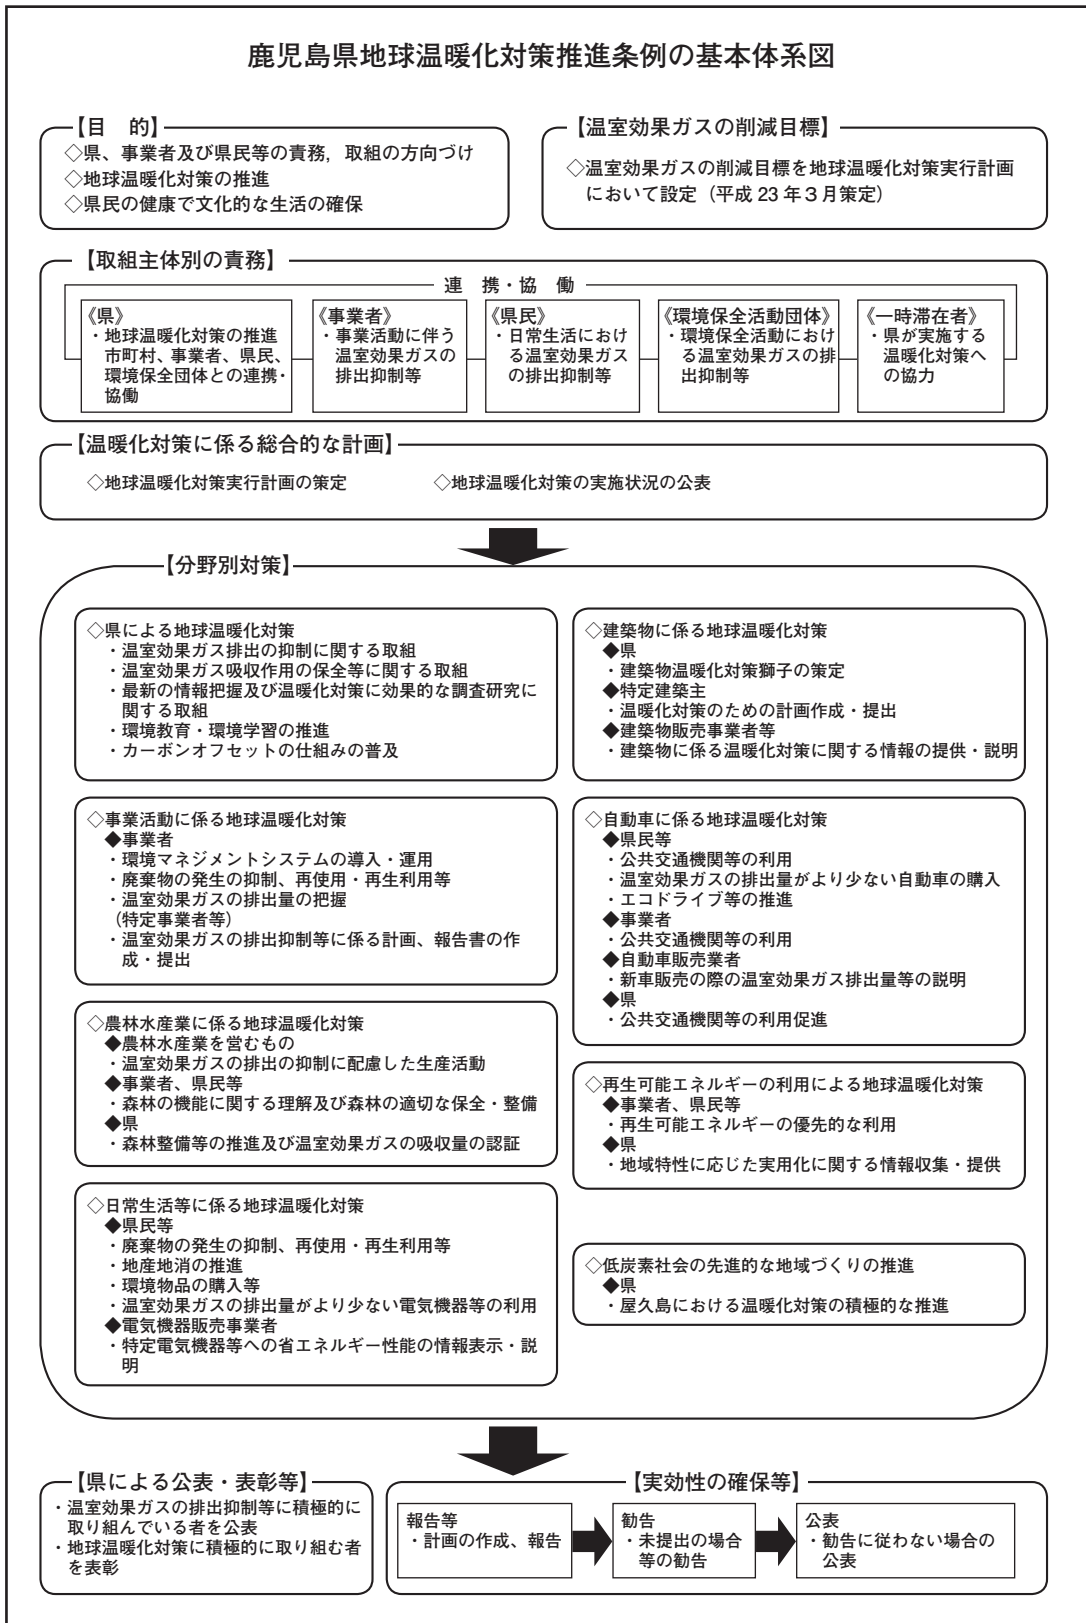 鹿児島県地球温暖化対策推進条例の基本体系図
【目　的】
◇県、事業者及び県民等の責務，取組の方向づけ
◇地球温暖化対策の推進
◇県民の健康で文化的な生活の確保
【温室効果ガスの削減目標】
◇温室効果ガスの削減目標を地球温暖化対策実行計画
において設定（平成 23 年３月策定）
【取組主体別の責務】
連　携・協　働
《県》
・地球温暖化対策の推進
市町村、事業者、県民、
環境保全団体との連携・
協働
《事業者》
・事業活動に伴う
温室効果ガスの
排出抑制等
《県民》
・日常生活におけ
る温室効果ガス
の排出抑制等
《環境保全活動団体》
・環境保全活動におけ
る温室効果ガスの排
出抑制等
《一時滞在者》
・県が実施する
温暖化対策へ
の協力
【温暖化対策に係る総合的な計画】
◇地球温暖化対策実行計画の策定　　　◇地球温暖化対策の実施状況の公表
【分野別対策】
◇県による地球温暖化対策
・温室効果ガス排出の抑制に関する取組
・温室効果ガス吸収作用の保全等に関する取組
・最新の情報把握及び温暖化対策に効果的な調査研究に
関する取組
・環境教育・環境学習の推進
・カーボンオフセットの仕組みの普及
◇事業活動に係る地球温暖化対策
◆事業者
・環境マネジメントシステムの導入・運用
・廃棄物の発生の抑制、再使用・再生利用等
・温室効果ガスの排出量の把握
（特定事業者等）
・温室効果ガスの排出抑制等に係る計画、報告書の作
成・提出
◇農林水産業に係る地球温暖化対策
◆農林水産業を営むもの
・温室効果ガスの排出の抑制に配慮した生産活動
◆事業者、県民等
・森林の機能に関する理解及び森林の適切な保全・整備
◆県
・森林整備等の推進及び温室効果ガスの吸収量の認証
◇日常生活等に係る地球温暖化対策
◆県民等
・廃棄物の発生の抑制、再使用・再生利用等
・地産地消の推進
・環境物品の購入等
・温室効果ガスの排出量がより少ない電気機器等の利用
◆電気機器販売事業者
・特定電気機器等への省エネルギー性能の情報表示・説
明
◇建築物に係る地球温暖化対策
◆県
・建築物温暖化対策獅子の策定
◆特定建築主
・温暖化対策のための計画作成・提出
◆建築物販売事業者等
・建築物に係る温暖化対策に関する情報の提供・説明
◇自動車に係る地球温暖化対策
◆県民等
・公共交通機関等の利用
・温室効果ガスの排出量がより少ない自動車の購入
・エコドライブ等の推進
◆事業者
・公共交通機関等の利用
◆自動車販売業者
・新車販売の際の温室効果ガス排出量等の説明
◆県
・公共交通機関等の利用促進
◇再生可能エネルギーの利用による地球温暖化対策
◆事業者、県民等
・再生可能エネルギーの優先的な利用
◆県
・地域特性に応じた実用化に関する情報収集・提供
◇低炭素社会の先進的な地域づくりの推進
◆県
・屋久島における温暖化対策の積極的な推進
【県による公表・表彰等】
・温室効果ガスの排出抑制等に積極的に
取り組んでいる者を公表
・地球温暖化対策に積極的に取り組む者
を表彰
【実効性の確保等】
報告等
・計画の作成、報告
勧告
・未提出の場合
等の勧告
公表
・勧告に従わない場合の
公表